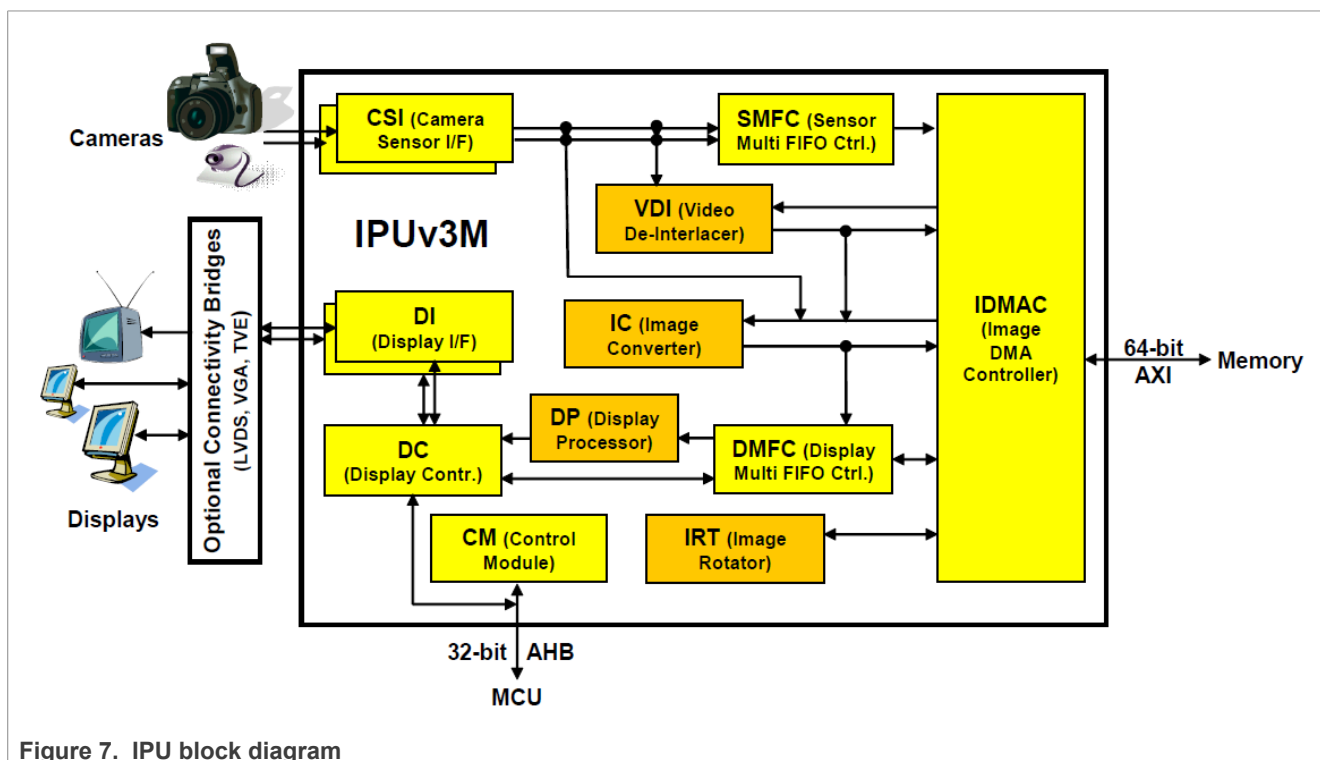 Cameras
CSI (Camera
Sensor I/F)
SMFC (Sensor
Multi FIFO Ctrl.)
VDI (Video
De-Interlacer)
IPUv3M
Optional Connectivity Bridges
(LVDS, VGA, TVE)
DI
(Display I/F)
IC (Image
Converter)
IDMAC
(Image
DMA
Controller)
64-bit
AXI
Memory
DP (Display
Processor)
DC
(Display Contr.)
DMFC (Display
Multi FIFO Ctrl.)
Displays
CM (Control
Module)
IRT (Image
Rotator)
32-bit AHB
MCU
Figure 7. IPU block diagram